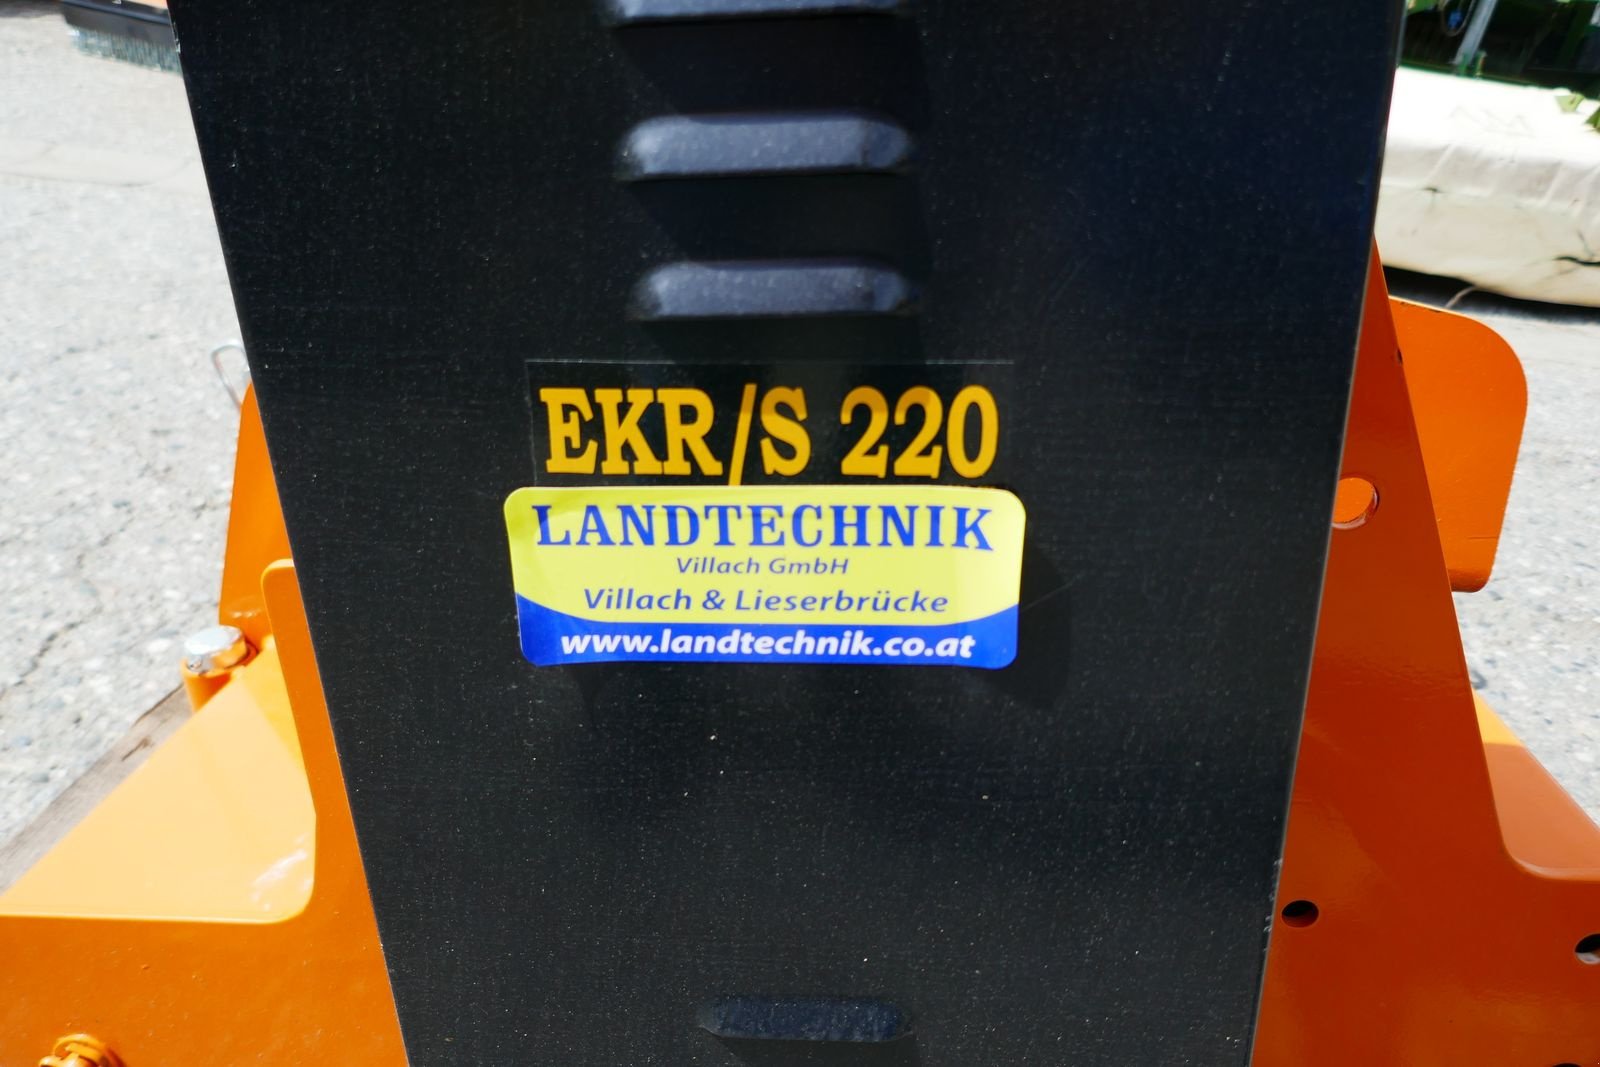 EKR/S 220
LANDTECHNIK
Villach GmbH
Villach & Lieserbrücke
www.landtechnik.co.at